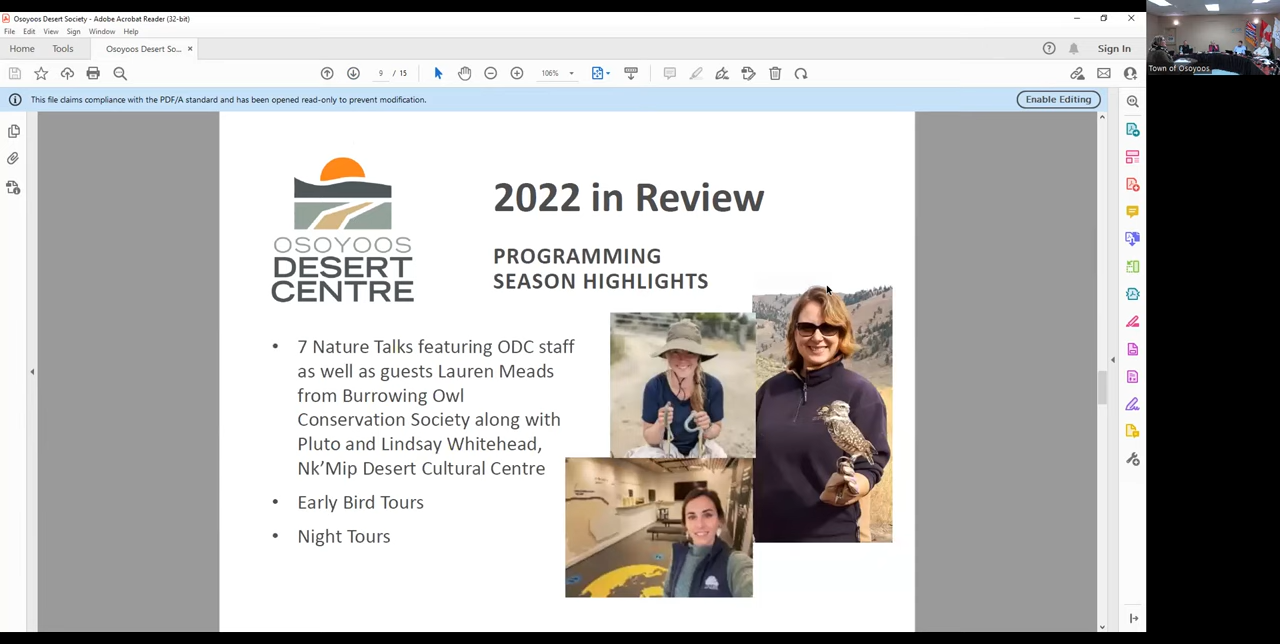 Osoyoos Desert Society - Adobe Acrobat Reader (32-bit)
File Edit View Sign Window Help
Home Tools Osoyoos Desert So... × Sign In
9 / 15 106%
This file claims compliance with the PDF/A standard and has been opened read-only to prevent modification. Enable Editing
Town of Osoyoos
OSOYOOS
DESERT
CENTRE
2022 in Review
PROGRAMMING
SEASON HIGHLIGHTS
• 7 Nature Talks featuring ODC staff
as well as guests Lauren Meads
from Burrowing Owl
Conservation Society along with
Pluto and Lindsay Whitehead,
Nk’Mip Desert Cultural Centre
• Early Bird Tours
• Night Tours